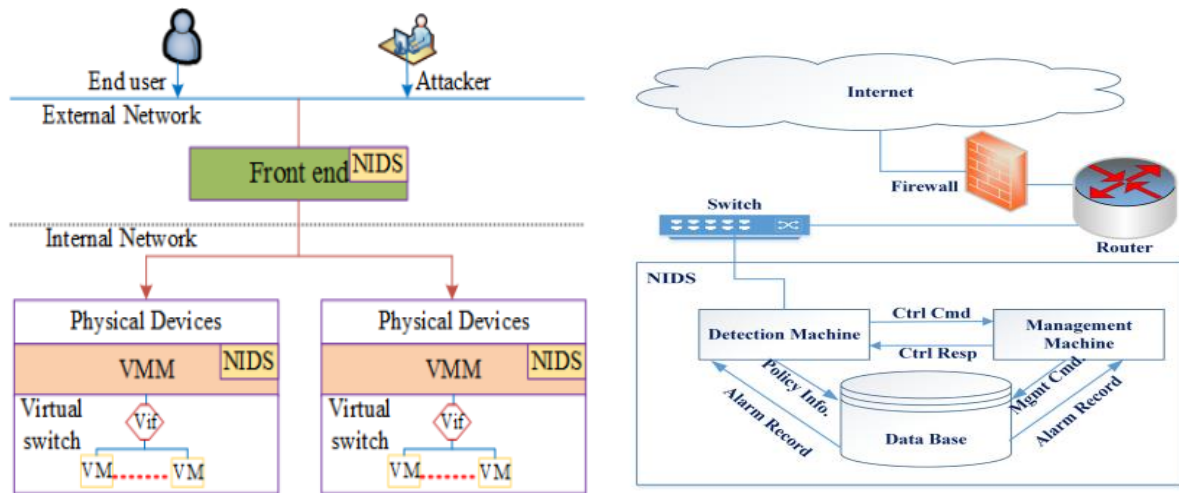 End user
Attacker
External Network
Front end
NIDS
Internal Network
Physical Devices
VMM
NIDS
Virtual
switch
Vif
VM
VM
Physical Devices
VMM
NIDS
Virtual
switch
Vif
VM
VM
Internet
Firewall
Router
Switch
NIDS
Detection Machine
Ctrl Cmd
Ctrl Resp
Management
Machine
Policy Info.
Alarm Record
Mgmt Cmd.
Alarm Record
Data Base